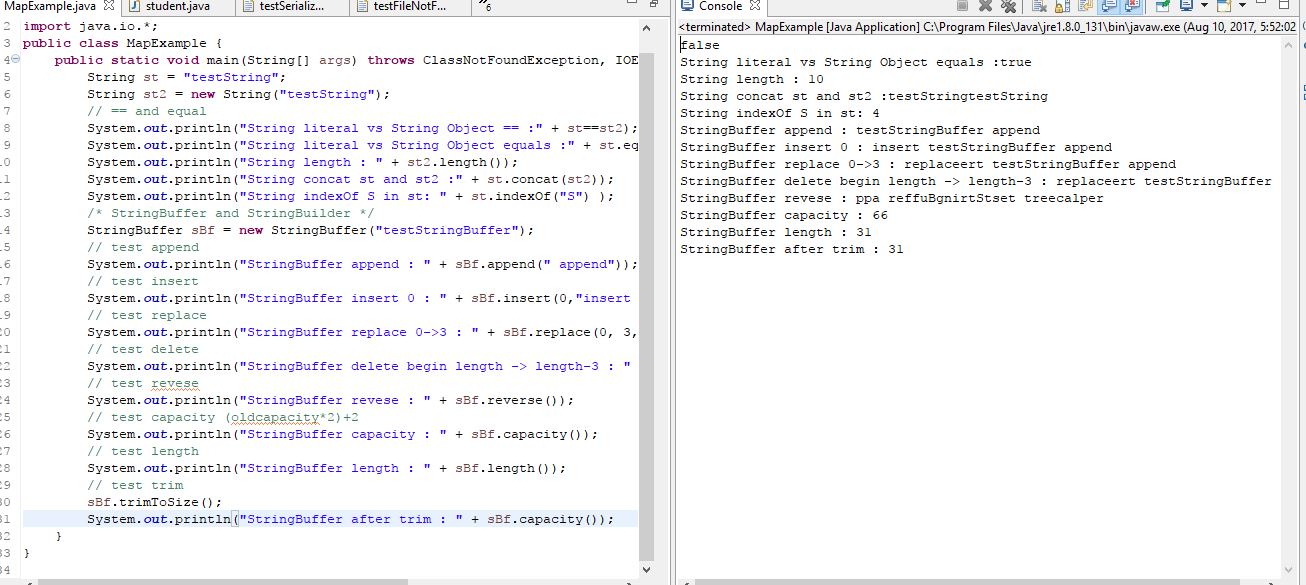 MapExample.java
student.java
testSerializ...
testFileNotF...
6
2 import java.io.*;
3 public class MapExample {
4 public static void main(String[] args) throws ClassNotFoundException, IOE
5 String st = "testString";
6 String st2 = new String("testString");
7 // == and equal
8 System.out.println("String literal vs String Object == :" + st==st2);
9 System.out.println("String literal vs String Object equals :" + st.eq
10 System.out.println("String length : " + st2.length());
11 System.out.println("String concat st and st2 :" + st.concat(st2));
12 System.out.println("String indexOf S in st: " + st.indexOf("S") );
13 /* StringBuffer and StringBuilder */
14 StringBuffer sBf = new StringBuffer("testStringBuffer");
15 // test append
16 System.out.println("StringBuffer append : " + sBf.append(" append"));
17 // test insert
18 System.out.println("StringBuffer insert 0 : " + sBf.insert(0,"insert
19 // test replace
20 System.out.println("StringBuffer replace 0->3 : " + sBf.replace(0, 3,
21 // test delete
22 System.out.println("StringBuffer delete begin length -> length-3 : "
23 // test revese
24 System.out.println("StringBuffer revese : " + sBf.reverse());
25 // test capacity (oldcapacity*2)+2
26 System.out.println("StringBuffer capacity : " + sBf.capacity());
27 // test length
28 System.out.println("StringBuffer length : " + sBf.length());
29 // test trim
30 sBf.trimToSize();
31 System.out.println("StringBuffer after trim : " + sBf.capacity());
32 }
33 }
34
Console
<terminated> MapExample [Java Application] C:\Program Files\Java\jre1.8.0_131\bin\javaw.exe (Aug 10, 2017, 5:52:02
false
String literal vs String Object equals :true
String length : 10
String concat st and st2 :testStringtestString
String indexOf S in st: 4
StringBuffer append : testStringBuffer append
StringBuffer insert 0 : insert testStringBuffer append
StringBuffer replace 0->3 : replaceert testStringBuffer append
StringBuffer delete begin length -> length-3 : replaceert testStringBuffer
StringBuffer revese : ppa reffuBgnirtStset treecalper
StringBuffer capacity : 66
StringBuffer length : 31
StringBuffer after trim : 31